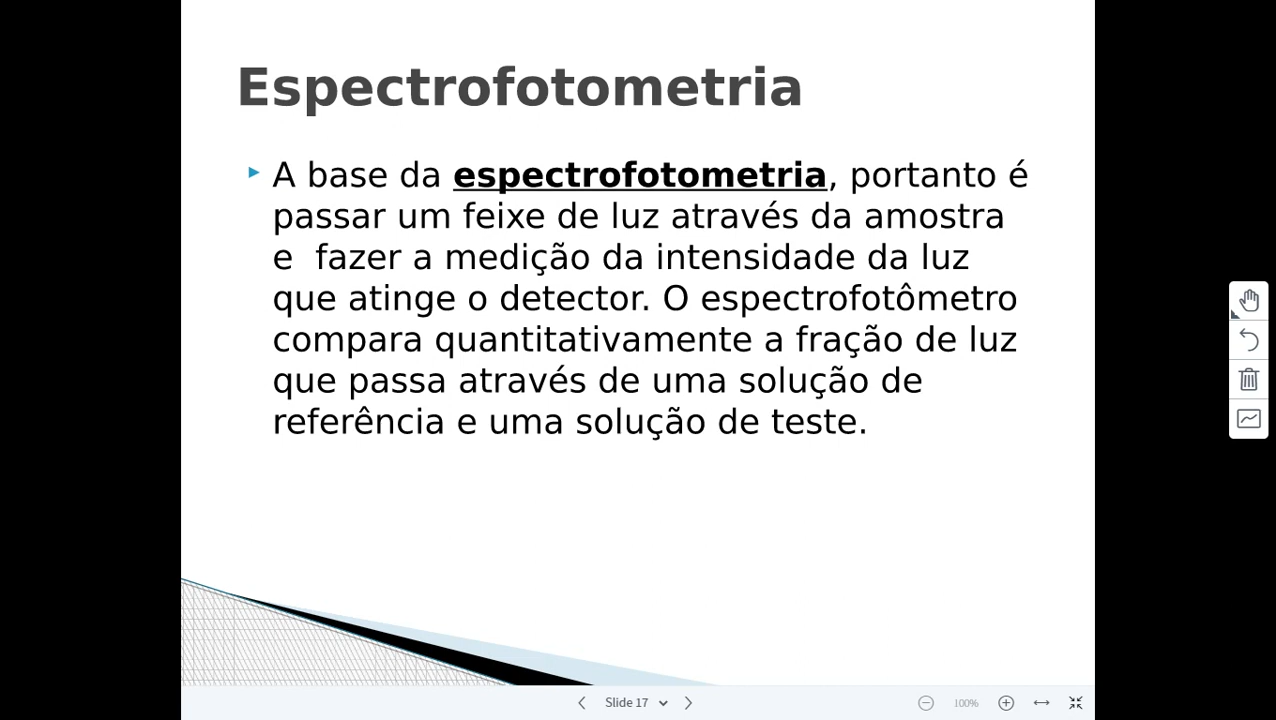 Espectrofotometria
A base da espectrofotometria, portanto é
passar um feixe de luz através da amostra
e  fazer a medição da intensidade da luz
que atinge o detector. O espectrofotômetro
compara quantitativamente a fração de luz
que passa através de uma solução de
referência e uma solução de teste.
Slide 17
100%